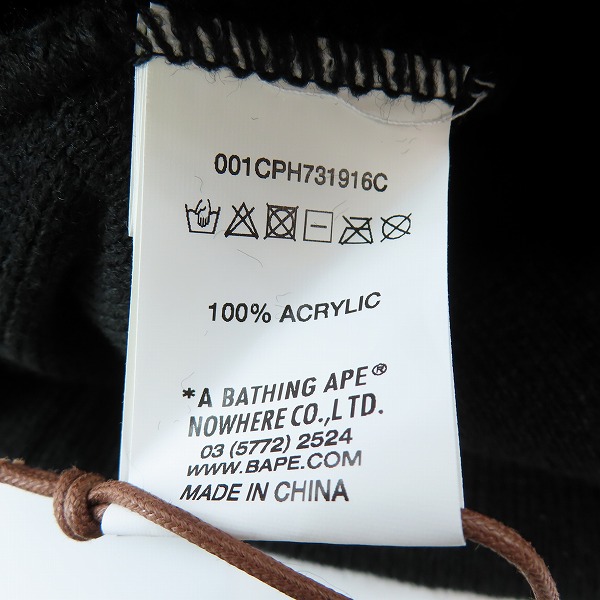 001CPH731916C
100% ACRYLIC
*A BATHING APE®
NOWHERE CO.,LTD.
03 (5772) 2524
WWW.BAPE.COM
MADE IN CHINA